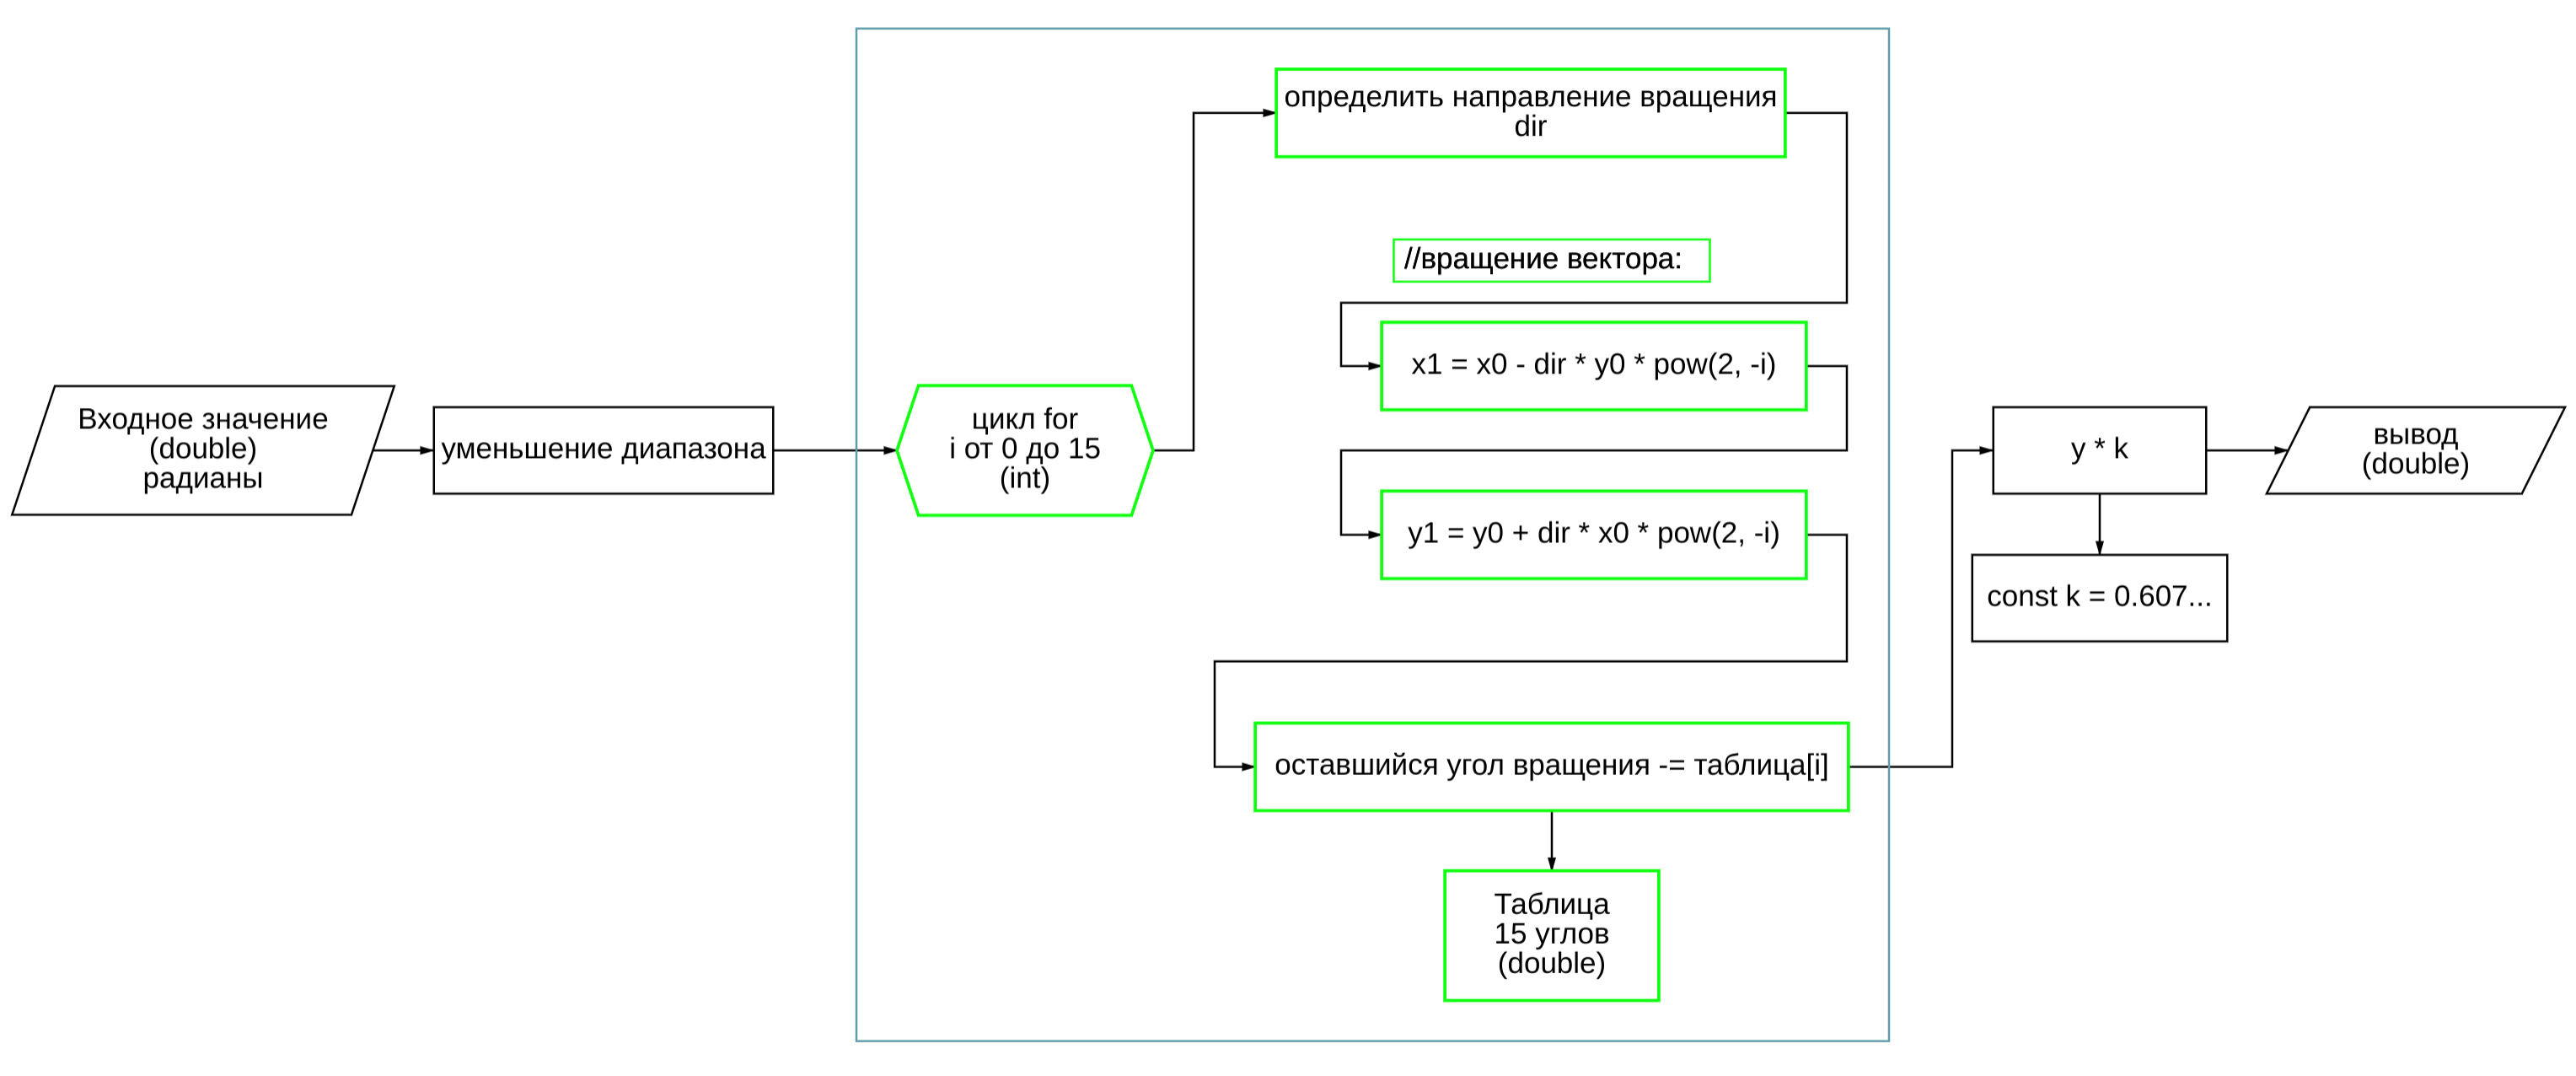 Входное значение
(double)
радианы
уменьшение диапазона
цикл for
i от 0 до 15
(int)
определить направление вращения
dir
//вращение вектора:
x1 = x0 - dir * y0 * pow(2, -i)
y1 = y0 + dir * x0 * pow(2, -i)
оставшийся угол вращения -= таблица[i]
Таблица
15 углов
(double)
y * k
const k = 0.607...
вывод
(double)